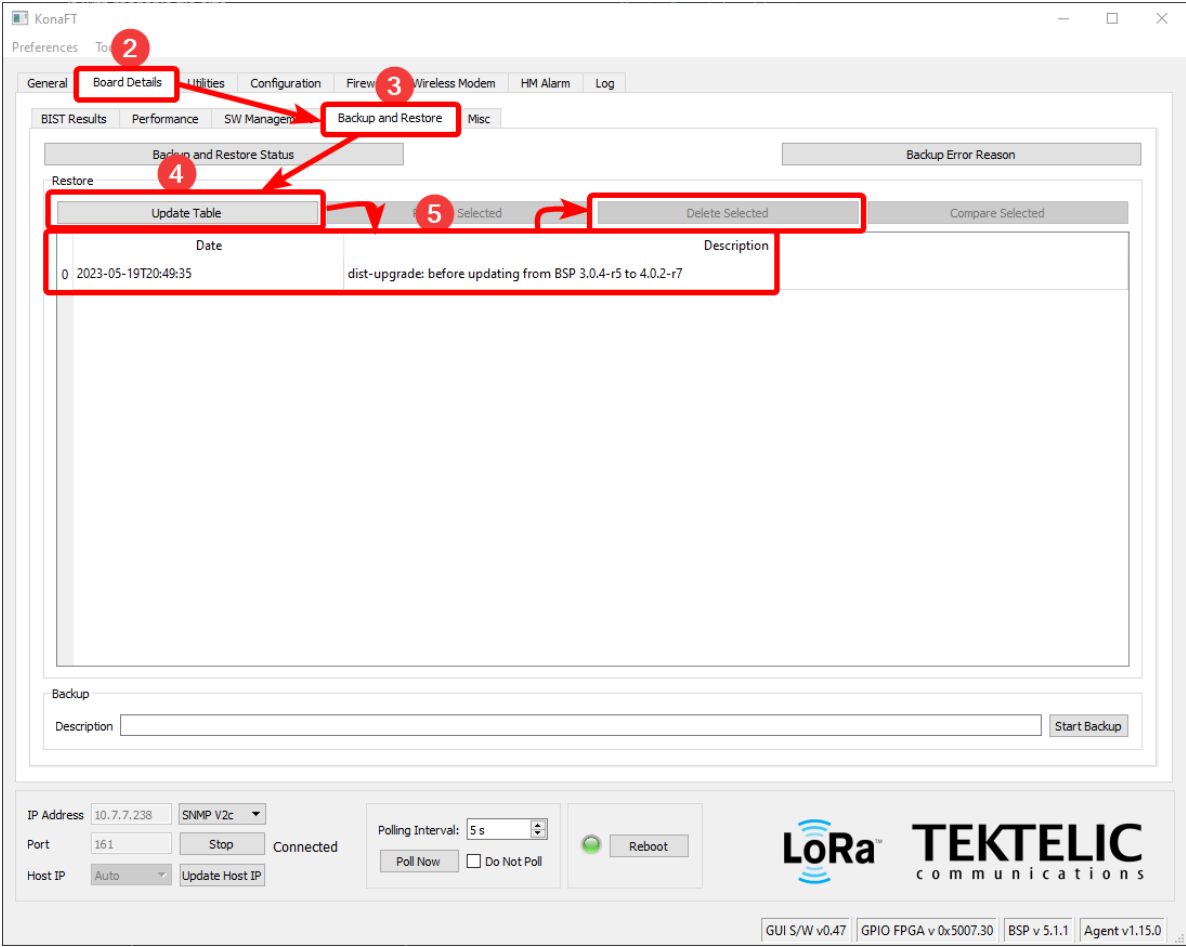 KonaFT
Preferences
2
General Board Details Utilities Configuration Wireless Modem HM Alarm Log
3
BIST Results Performance SW Backup and Restore Misc
Backup and Restore Status Backup Error Reason
4
Restore
Update Table 5 Selected Delete Selected Compare Selected
Date Description
0 2023-05-19T20:49:35 dist-upgrade: before updating from BSP 3.0.4-r5 to 4.0.2-r7
Backup
Description Start Backup
IP Address 10.7.7.238 SNMP V2c
Port 161 Stop Connected
Host IP Auto Update Host IP
Polling Interval: 5 s
Poll Now Do Not Poll
Reboot
LoRa™
TEKTELIC
communications
GUI S/W v0.47 GPIO FPGA v 0x5007.30 BSP v 5.1.1 Agent v1.15.0